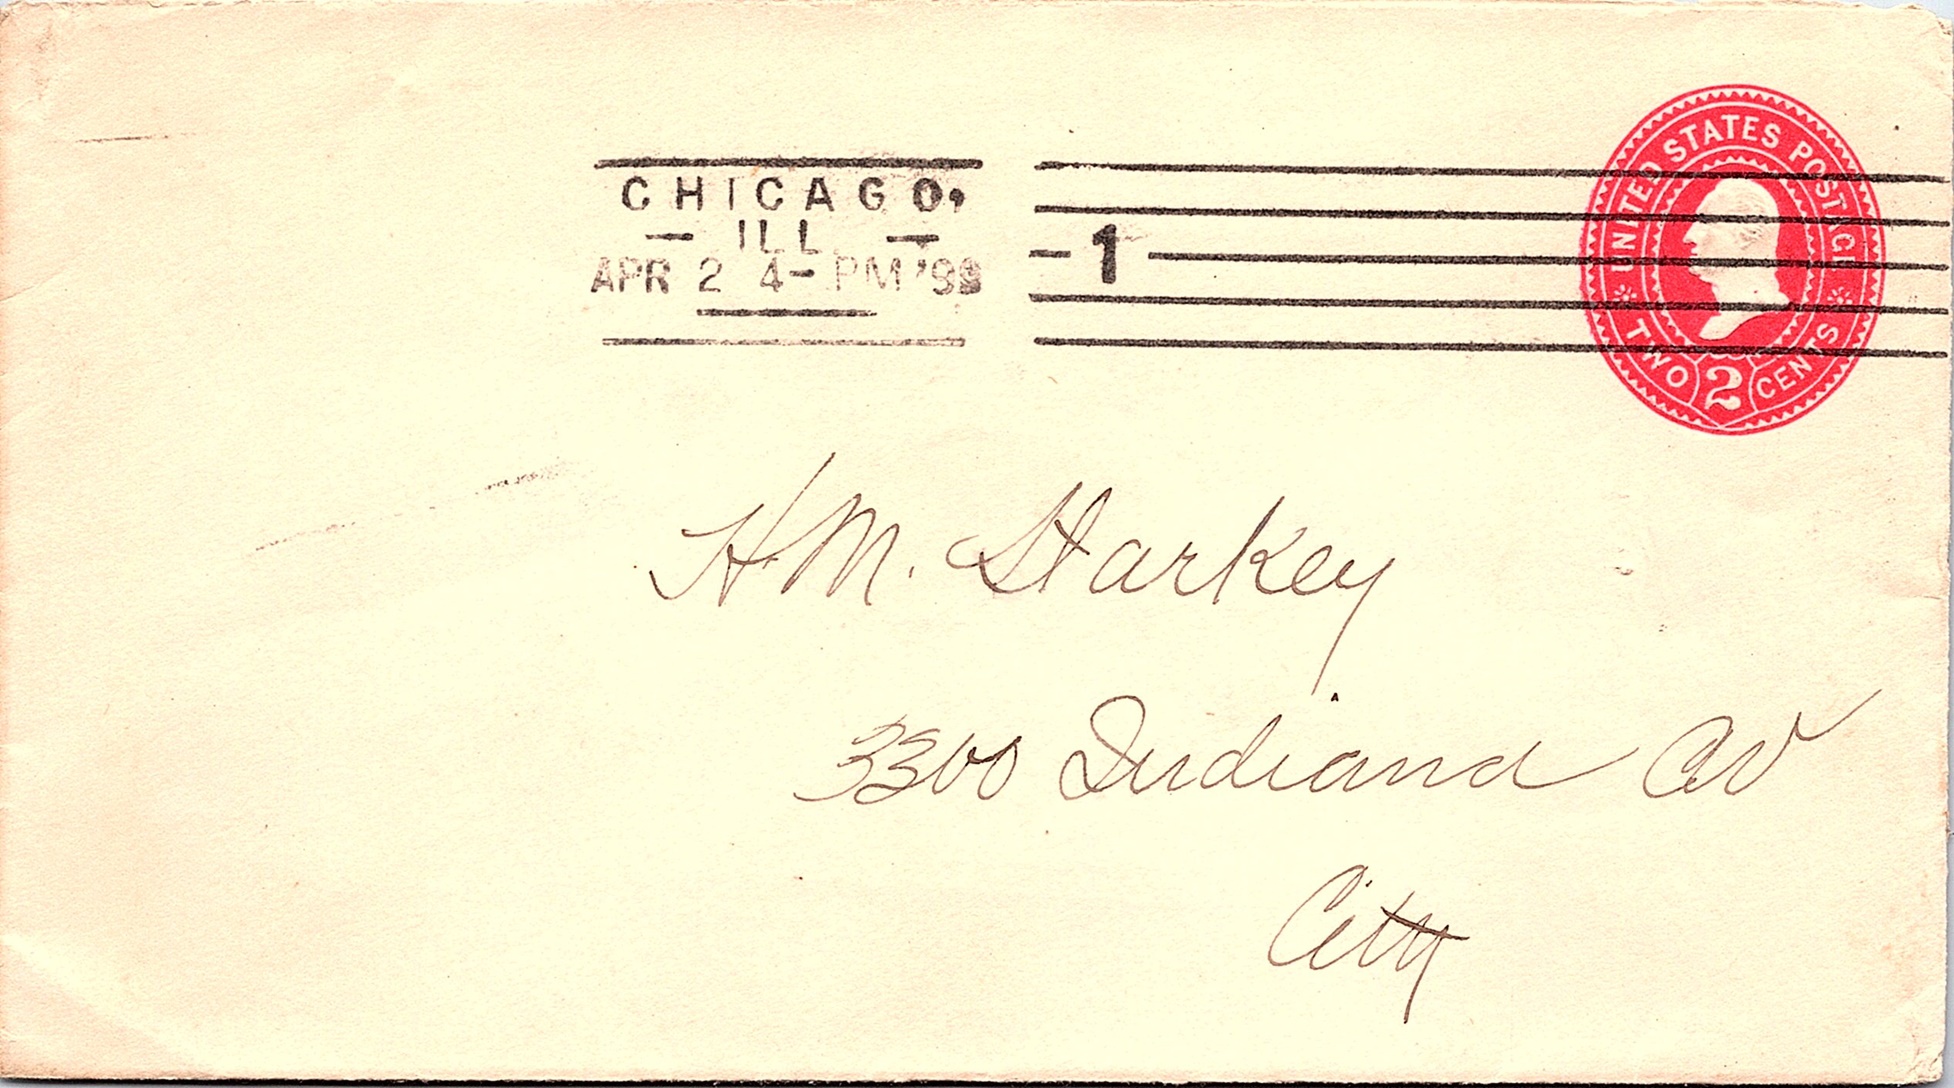 CHICAGO,
— ILL —
APR 2 4- PM '99
1
UNITED STATES POSTAGE
TWO 2 CENTS
H.M. Starkey
3300 Indiana Av
City